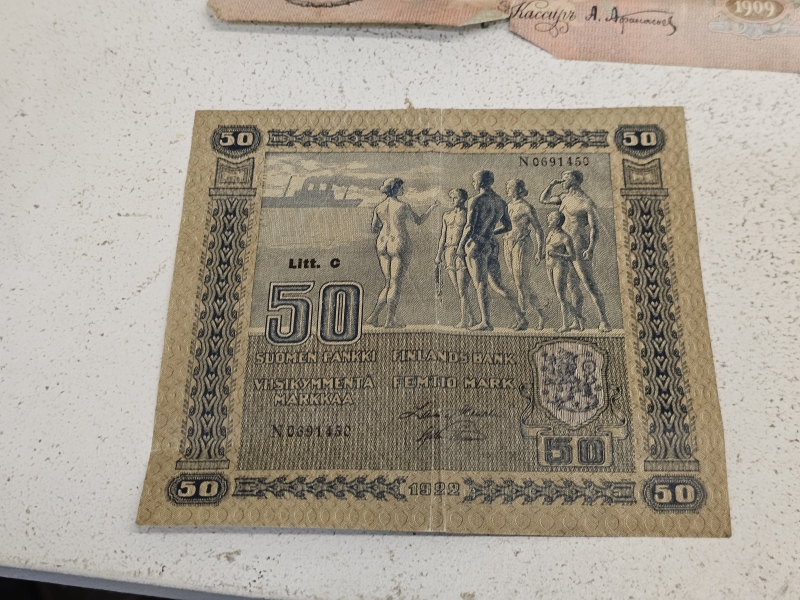 Кассиръ А. Афанасьев
1909
50 50
N0691450
Litt. C
50
SUOMEN PANKKI FINLANDS BANK
VIISIKYMMENTÄ FEMTIO MARK
MARKKAA
N0691450
50
50 1922 50